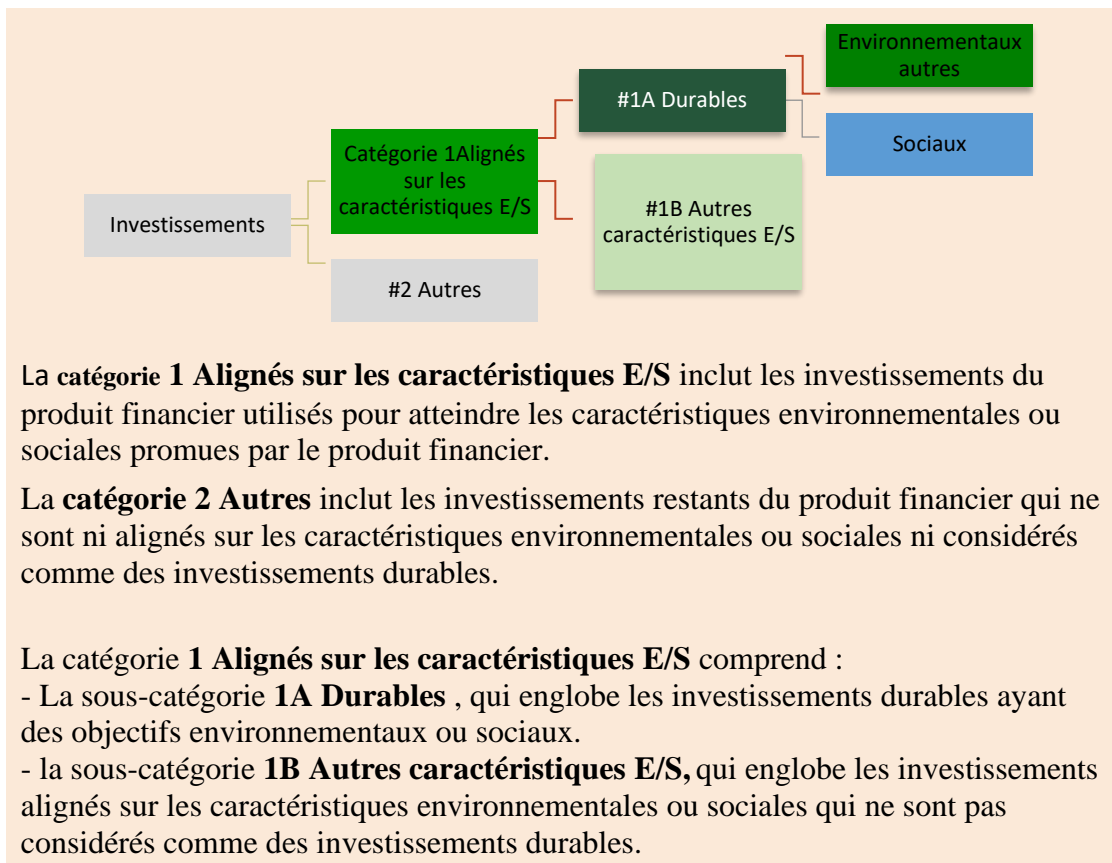 Environnementaux
autres
#1A Durables
Sociaux
Catégorie 1Alignés
sur les
caractéristiques E/S
#1B Autres
caractéristiques E/S
Investissements
#2 Autres
La catégorie 1 Alignés sur les caractéristiques E/S inclut les investissements du
produit financier utilisés pour atteindre les caractéristiques environnementales ou
sociales promues par le produit financier.
La catégorie 2 Autres inclut les investissements restants du produit financier qui ne
sont ni alignés sur les caractéristiques environnementales ou sociales ni considérés
comme des investissements durables.
La catégorie 1 Alignés sur les caractéristiques E/S comprend :
- La sous-catégorie 1A Durables , qui englobe les investissements durables ayant
des objectifs environnementaux ou sociaux.
- la sous-catégorie 1B Autres caractéristiques E/S, qui englobe les investissements
alignés sur les caractéristiques environnementales ou sociales qui ne sont pas
considérés comme des investissements durables.